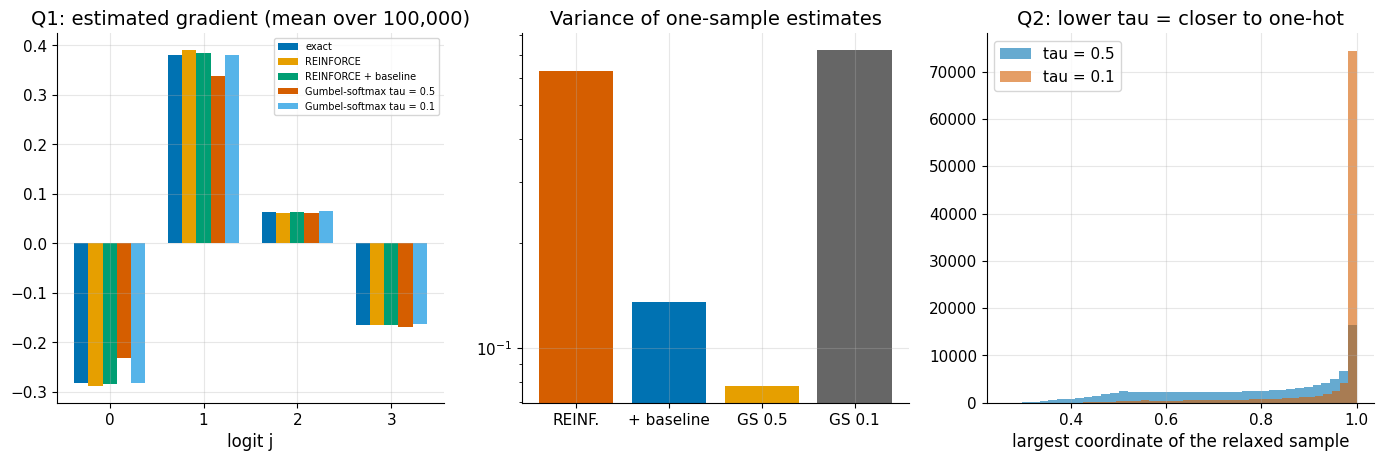 Q1: estimated gradient (mean over 100,000)
0.4
0.3
0.2
0.1
0.0
−0.1
−0.2
−0.3
exact
REINFORCE
REINFORCE + baseline
Gumbel-softmax tau = 0.5
Gumbel-softmax tau = 0.1
0 1 2 3
logit j
Variance of one-sample estimates
10⁻¹
REINF. + baseline GS 0.5 GS 0.1
Q2: lower tau = closer to one-hot
70000
60000
50000
40000
30000
20000
10000
0
tau = 0.5
tau = 0.1
0.4 0.6 0.8 1.0
largest coordinate of the relaxed sample